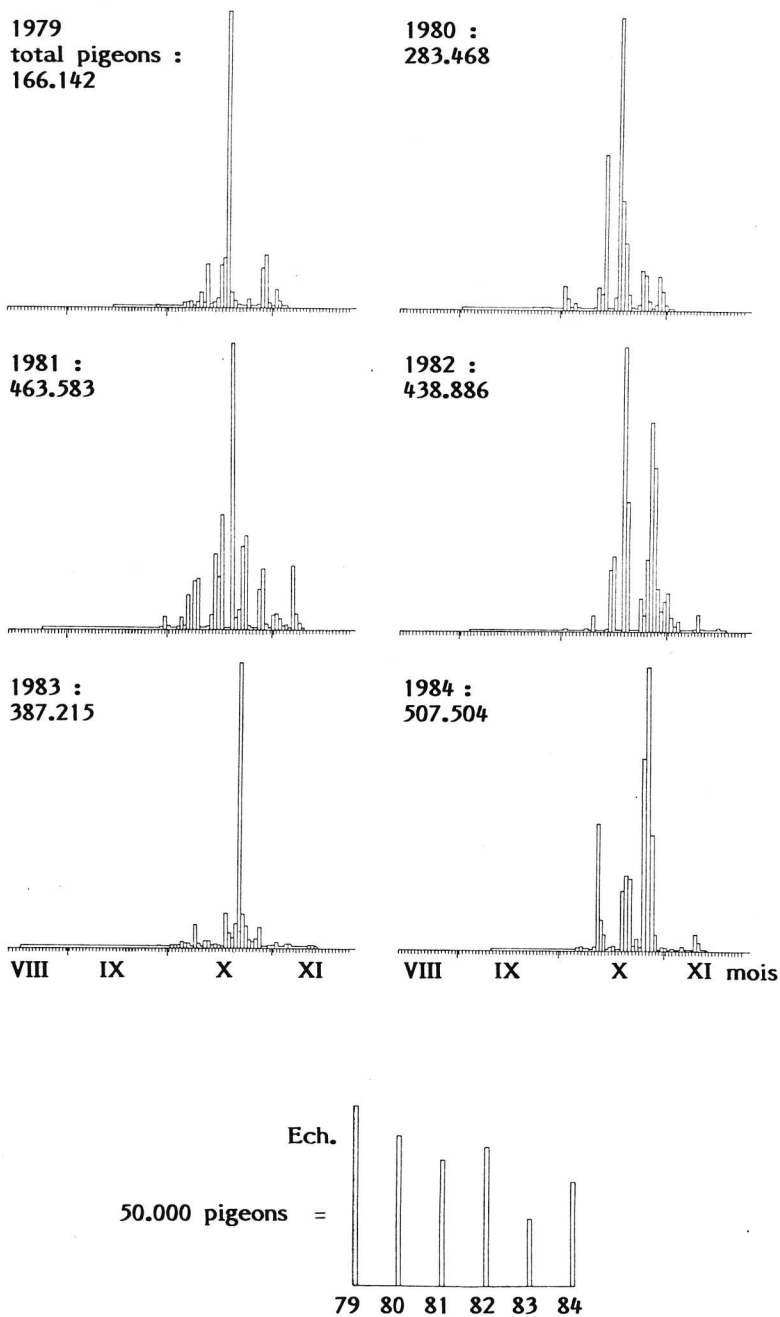 1979
total pigeons :
166.142
1980 :
283.468
1981 :
463.583
1982 :
438.886
1983 :
387.215
1984 :
507.504
VIII IX X XI
VIII IX X XI mois
Ech.
50.000 pigeons =
79 80 81 82 83 84